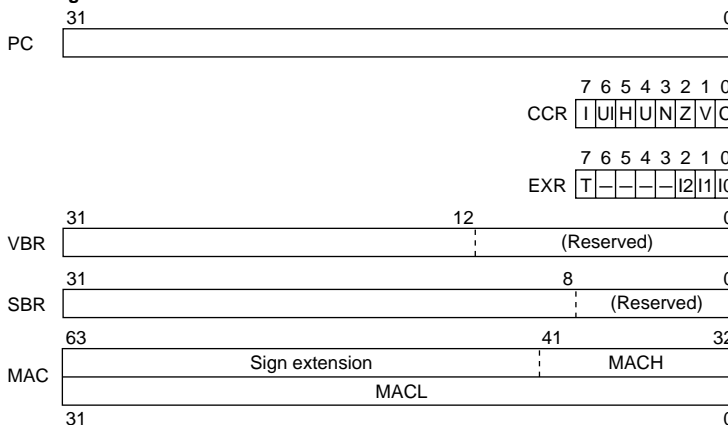 31 0
PC
7 6 5 4 3 2 1 0
CCR I UI H U N Z V C
7 6 5 4 3 2 1 0
EXR T — — — — I2 I1 I0
31 12 0
VBR (Reserved)
31 8 0
SBR (Reserved)
63 41 32
Sign extension MACH
MAC
MACL
31 0